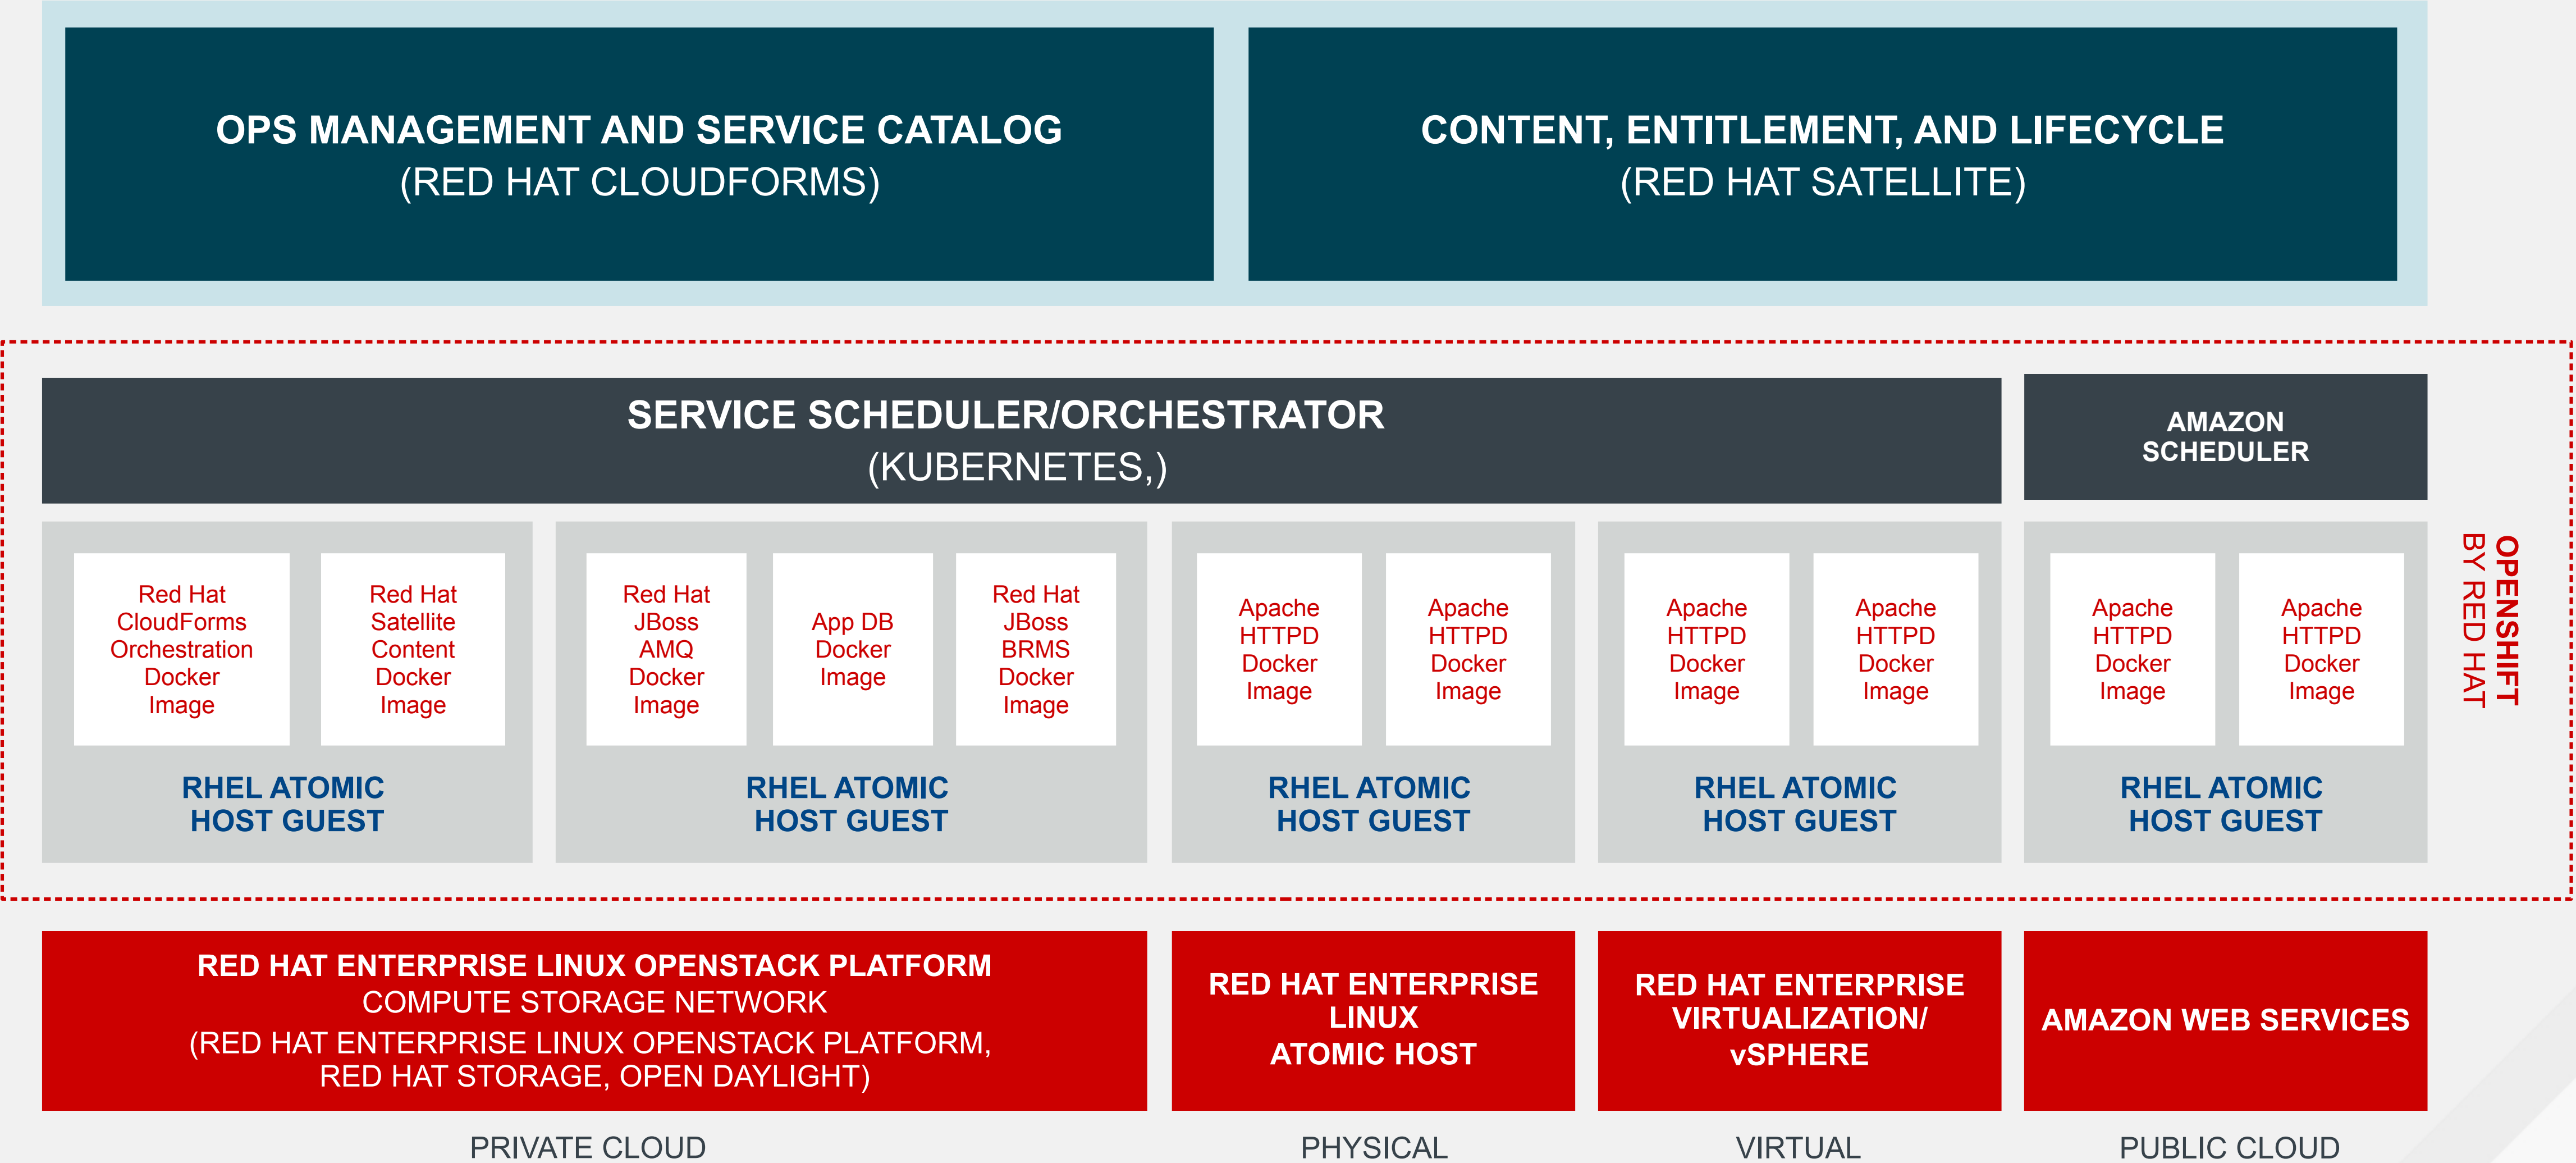 OPS MANAGEMENT AND SERVICE CATALOG
(RED HAT CLOUDFORMS)
CONTENT, ENTITLEMENT, AND LIFECYCLE
(RED HAT SATELLITE)
SERVICE SCHEDULER/ORCHESTRATOR
(KUBERNETES,)
AMAZON
SCHEDULER
Red Hat
CloudForms
Orchestration
Docker
Image
Red Hat
Satellite
Content
Docker
Image
RHEL ATOMIC
HOST GUEST
Red Hat
JBoss
AMQ
Docker
Image
App DB
Docker
Image
Red Hat
JBoss
BRMS
Docker
Image
RHEL ATOMIC
HOST GUEST
Apache
HTTPD
Docker
Image
Apache
HTTPD
Docker
Image
RHEL ATOMIC
HOST GUEST
Apache
HTTPD
Docker
Image
Apache
HTTPD
Docker
Image
RHEL ATOMIC
HOST GUEST
Apache
HTTPD
Docker
Image
Apache
HTTPD
Docker
Image
RHEL ATOMIC
HOST GUEST
OPENSHIFT
BY RED HAT
RED HAT ENTERPRISE LINUX OPENSTACK PLATFORM
COMPUTE STORAGE NETWORK
(RED HAT ENTERPRISE LINUX OPENSTACK PLATFORM,
RED HAT STORAGE, OPEN DAYLIGHT)
RED HAT ENTERPRISE
LINUX
ATOMIC HOST
RED HAT ENTERPRISE
VIRTUALIZATION/
vSPHERE
AMAZON WEB SERVICES
PRIVATE CLOUD
PHYSICAL
VIRTUAL
PUBLIC CLOUD